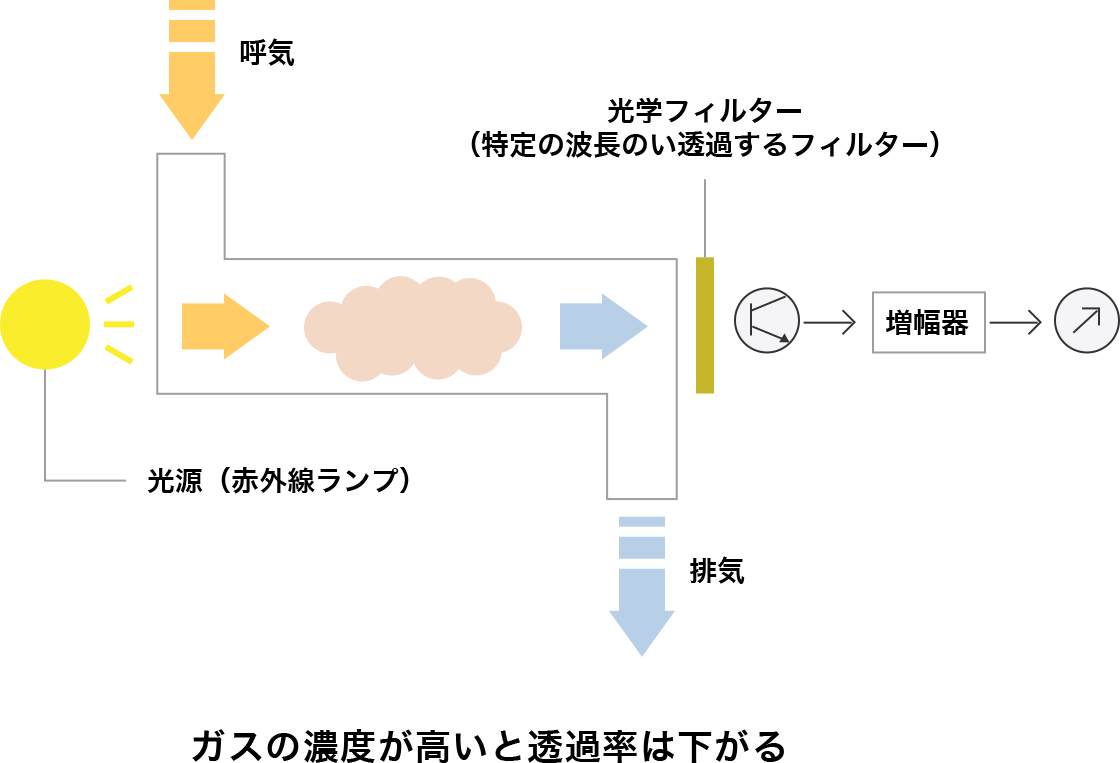 呼気
光学フィルター
（特定の波長のい透過するフィルター）
増幅器
光源（赤外線ランプ）
排気
ガスの濃度が高いと透過率は下がる